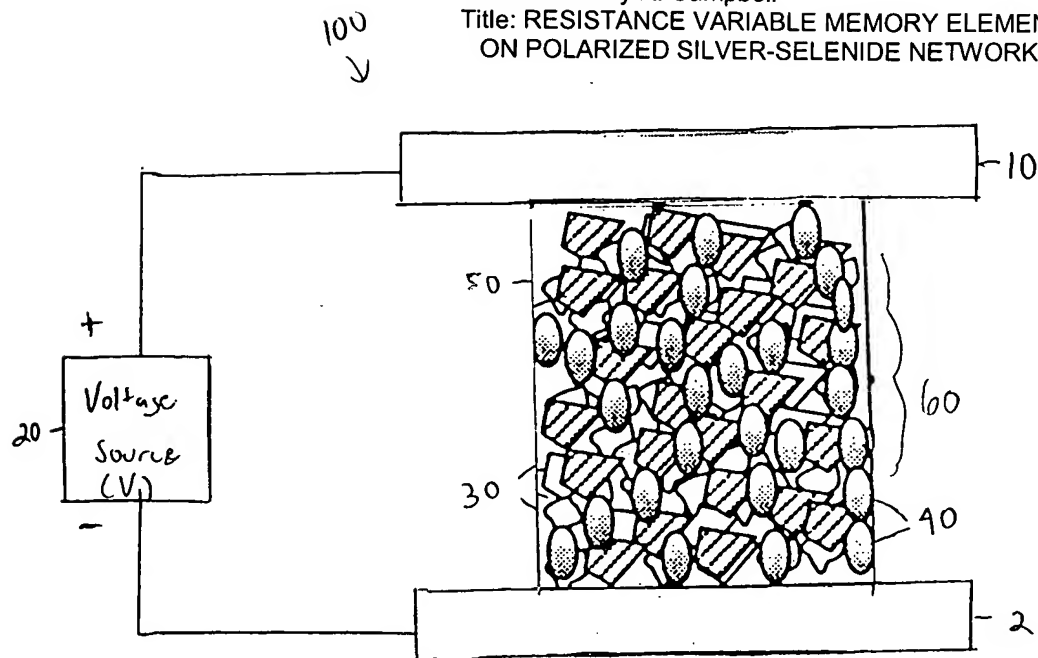 Title: RESISTANCE VARIABLE MEMORY ELEMEN
ON POLARIZED SILVER-SELENIDE NETWORK
100
10
50
+
Voltage
Source
(V)
20
-
60
30
40
2